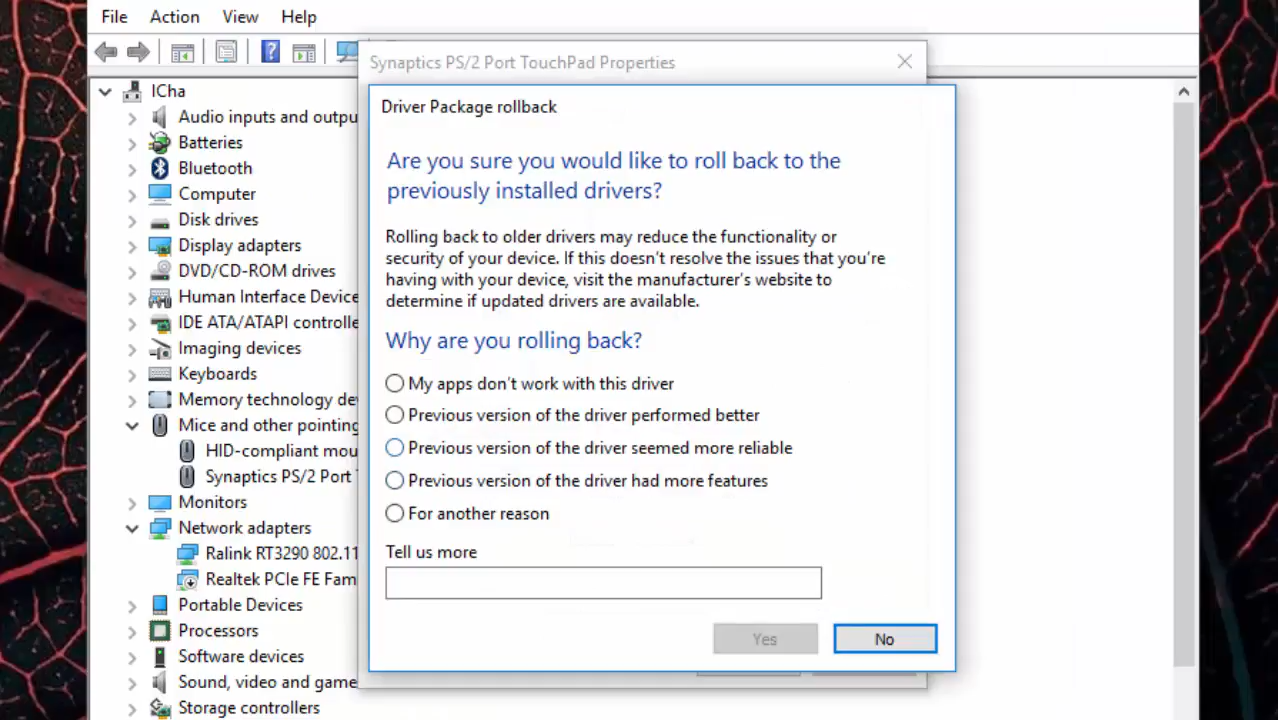 File Action View Help
Synaptics PS/2 Port TouchPad Properties
ICha
Audio inputs and outpu
Batteries
Bluetooth
Computer
Disk drives
Display adapters
DVD/CD-ROM drives
Human Interface Device
IDE ATA/ATAPI controlle
Imaging devices
Keyboards
Memory technology de
Mice and other pointing
HID-compliant mou
Synaptics PS/2 Port T
Monitors
Network adapters
Ralink RT3290 802.11
Realtek PCIe FE Fam
Portable Devices
Processors
Software devices
Sound, video and game
Storage controllers
Driver Package rollback
Are you sure you would like to roll back to the
previously installed drivers?
Rolling back to older drivers may reduce the functionality or
security of your device. If this doesn't resolve the issues that you're
having with your device, visit the manufacturer's website to
determine if updated drivers are available.
Why are you rolling back?
My apps don't work with this driver
Previous version of the driver performed better
Previous version of the driver seemed more reliable
Previous version of the driver had more features
For another reason
Tell us more
Yes No